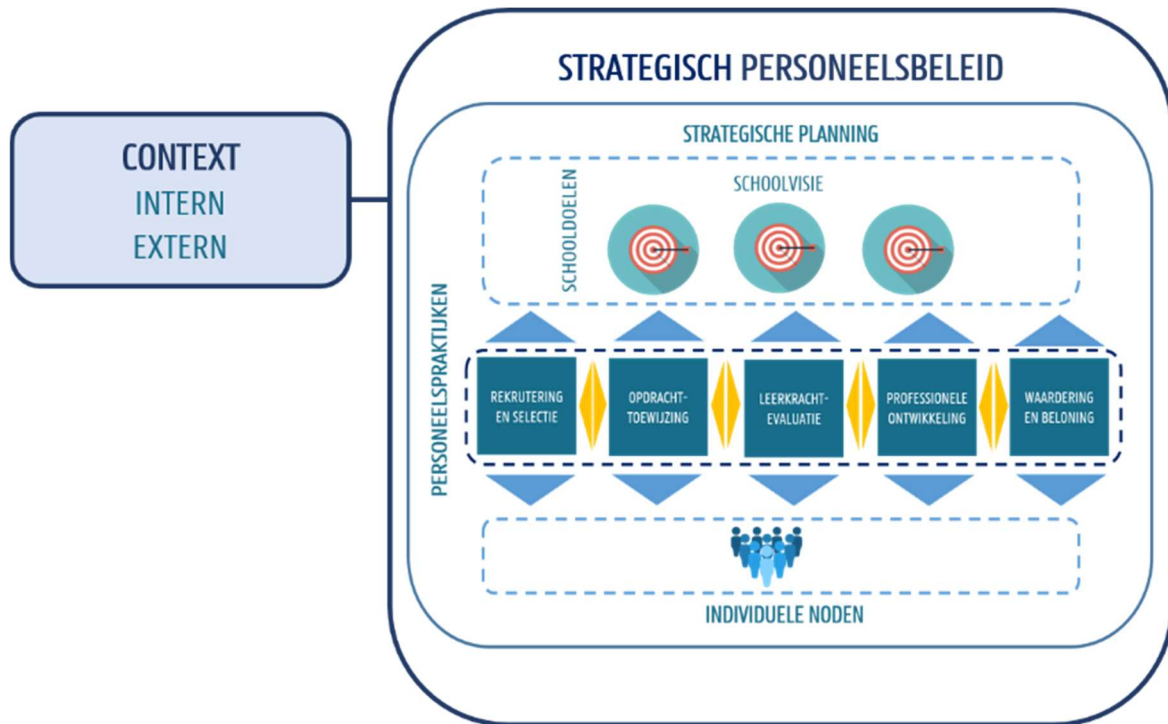 STRATEGISCH PERSONEELSBELEID
CONTEXT
INTERN
EXTERN
STRATEGISCHE PLANNING
SCHOOLVISIE
SCHOOLDOELEN
PERSONEELSPRAKTIJKEN
REKRUTERING
EN SELECTIE
OPDRACHT-
TOEWIJZING
LEERKRACHT-
EVALUATIE
PROFESSIONELE
ONTWIKKELING
WAARDERING
EN BELONING
INDIVIDUELE NODEN